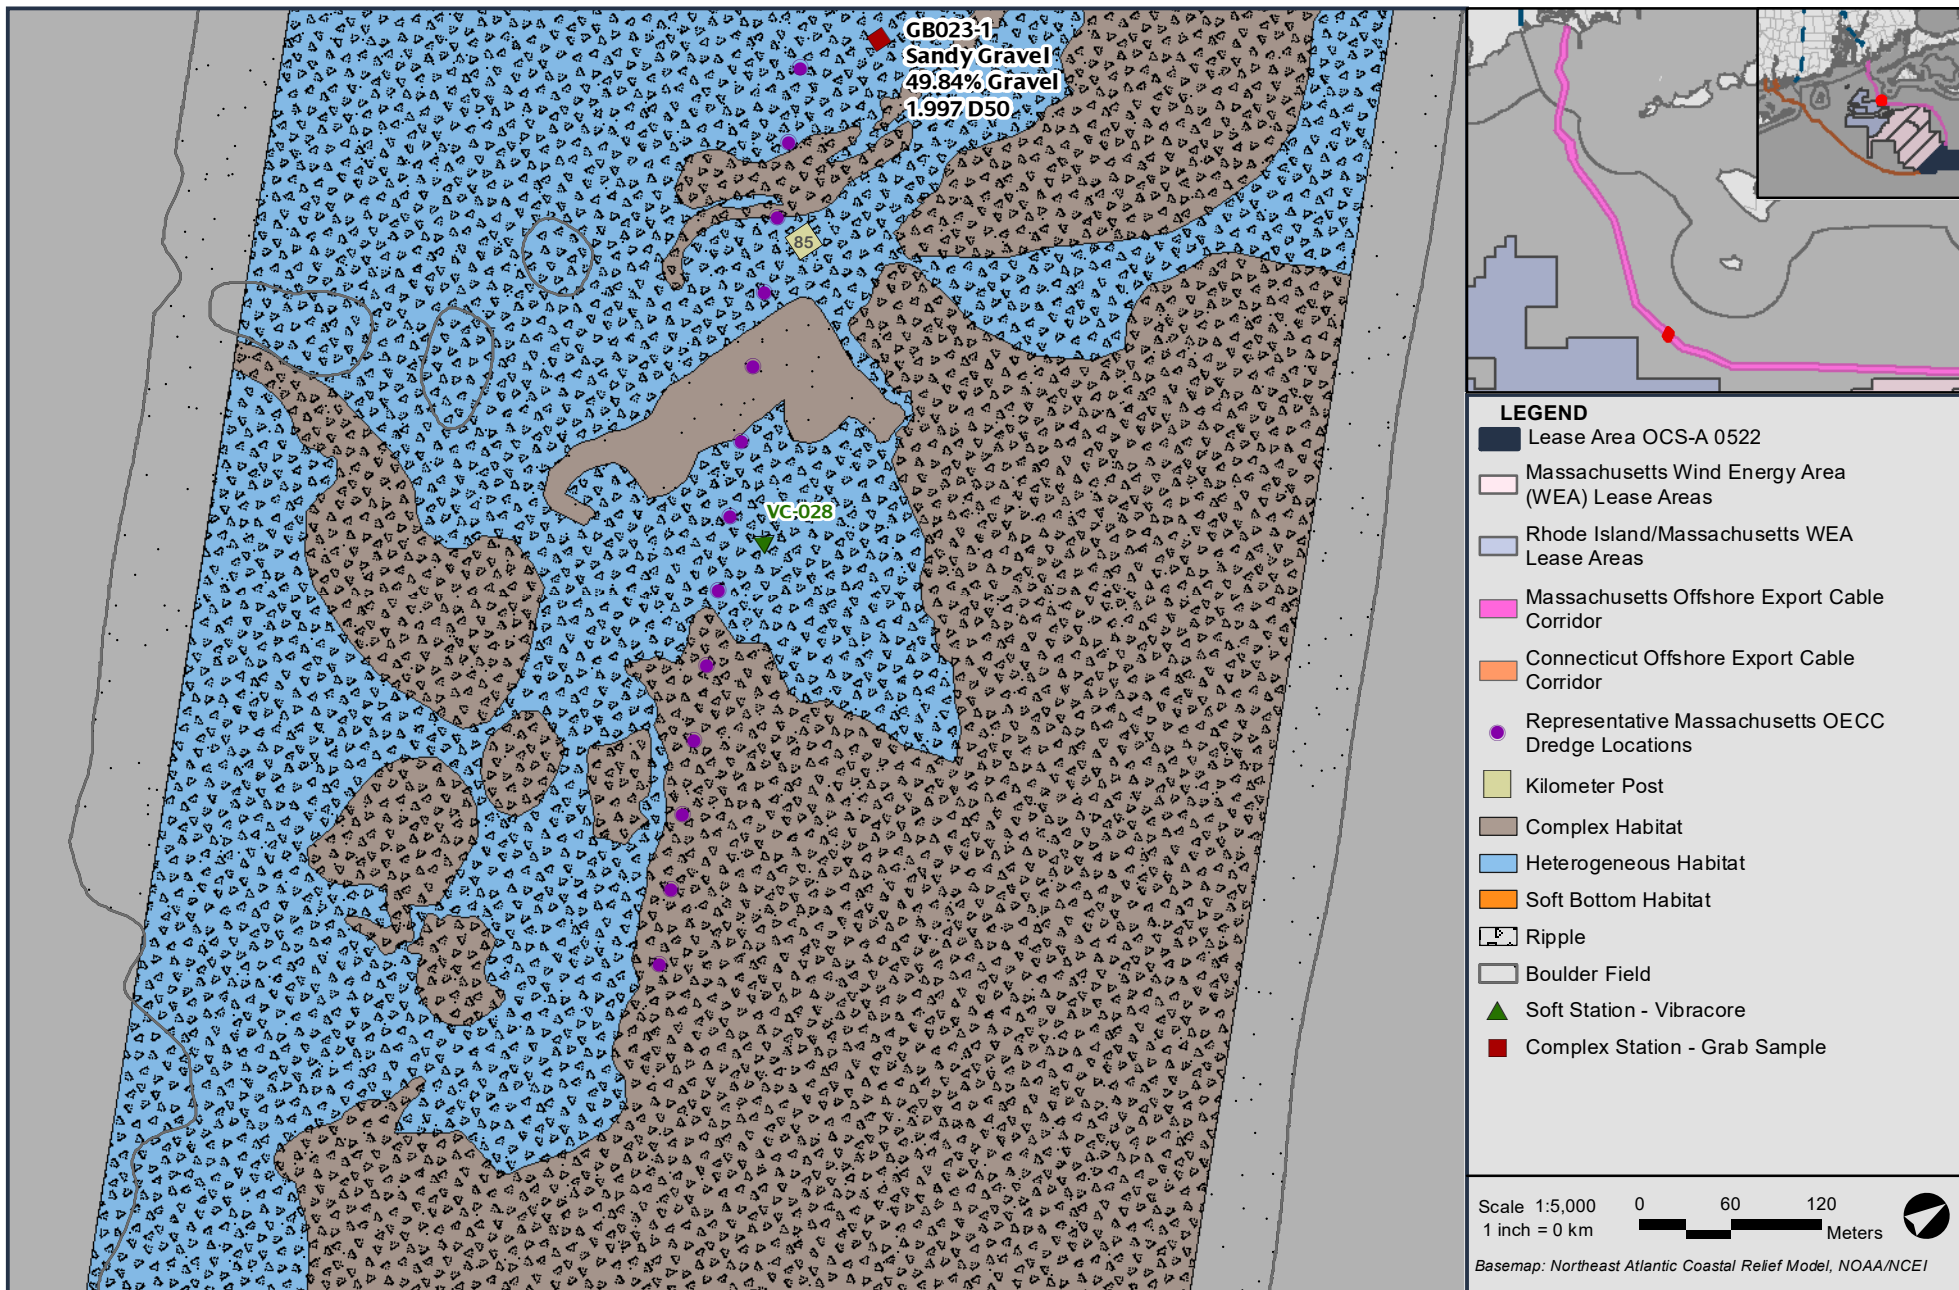 GB023-1
Sandy Gravel
49.84% Gravel
1.997 D50
85
VC-028
LEGEND
Lease Area OCS-A 0522
Massachusetts Wind Energy Area
(WEA) Lease Areas
Rhode Island/Massachusetts WEA
Lease Areas
Massachusetts Offshore Export Cable
Corridor
Connecticut Offshore Export Cable
Corridor
Representative Massachusetts OECC
Dredge Locations
Kilometer Post
Complex Habitat
Heterogeneous Habitat
Soft Bottom Habitat
Ripple
Boulder Field
Soft Station - Vibracore
Complex Station - Grab Sample
Scale 1:5,000
1 inch = 0 km
0 60 120
Meters
Basemap: Northeast Atlantic Coastal Relief Model, NOAA/NCEI